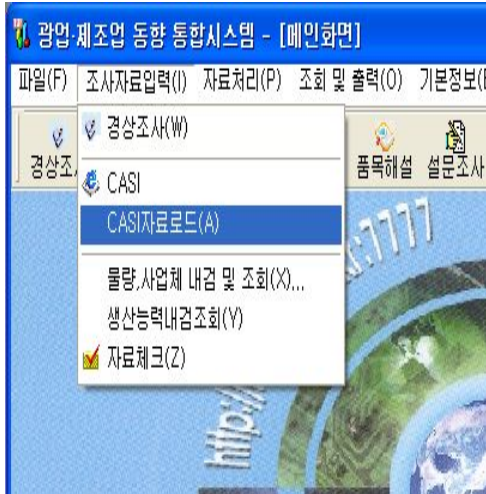 광업·제조업 동향 통합시스템 - [메인화면]
파일(F) 조사자료입력(I) 자료처리(P) 조회 및 출력(O) 기본정보(
경상조
경상조사(W)
CASI
CASI자료로드(A)
물량,사업체 내검 및 조회(X)...
생산능력내검조회(Y)
자료체크(Z)
품목해설 설문조사
http://
:7777